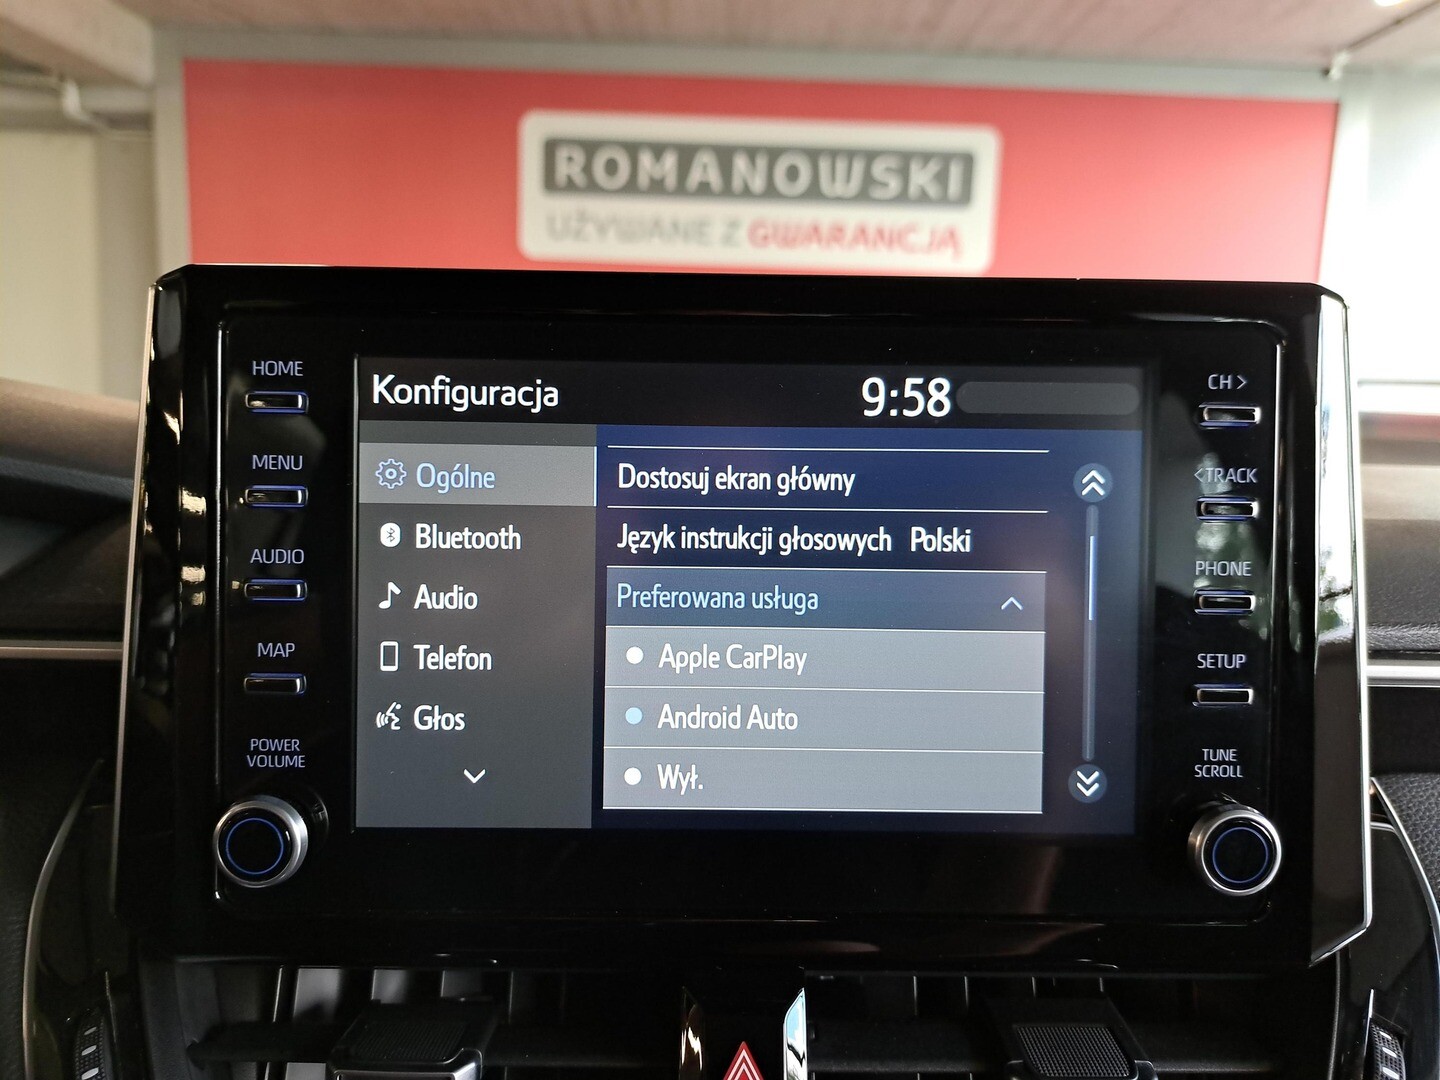 ROMANOWSKI
UŻYWANE Z GWARANCJĄ
HOME
MENU
AUDIO
MAP
POWER
VOLUME
Konfiguracja
9:58
Ogólne
Bluetooth
Audio
Telefon
Głos
Dostosuj ekran główny
Język instrukcji głosowych Polski
Preferowana usługa
Apple CarPlay
Android Auto
Wył.
CH >
< TRACK
PHONE
SETUP
TUNE
SCROLL